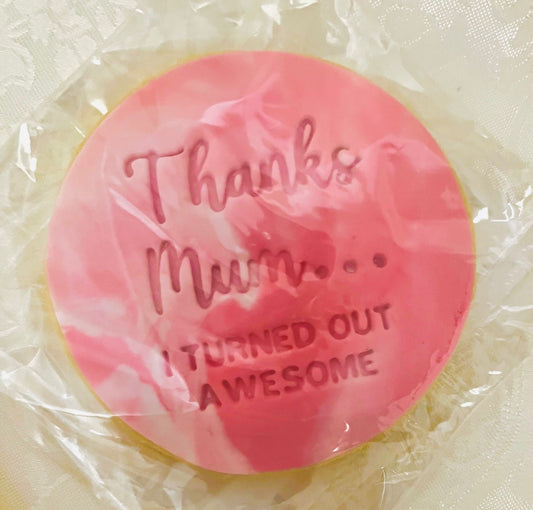 Thanks
Mum...
I TURNED OUT
AWESOME